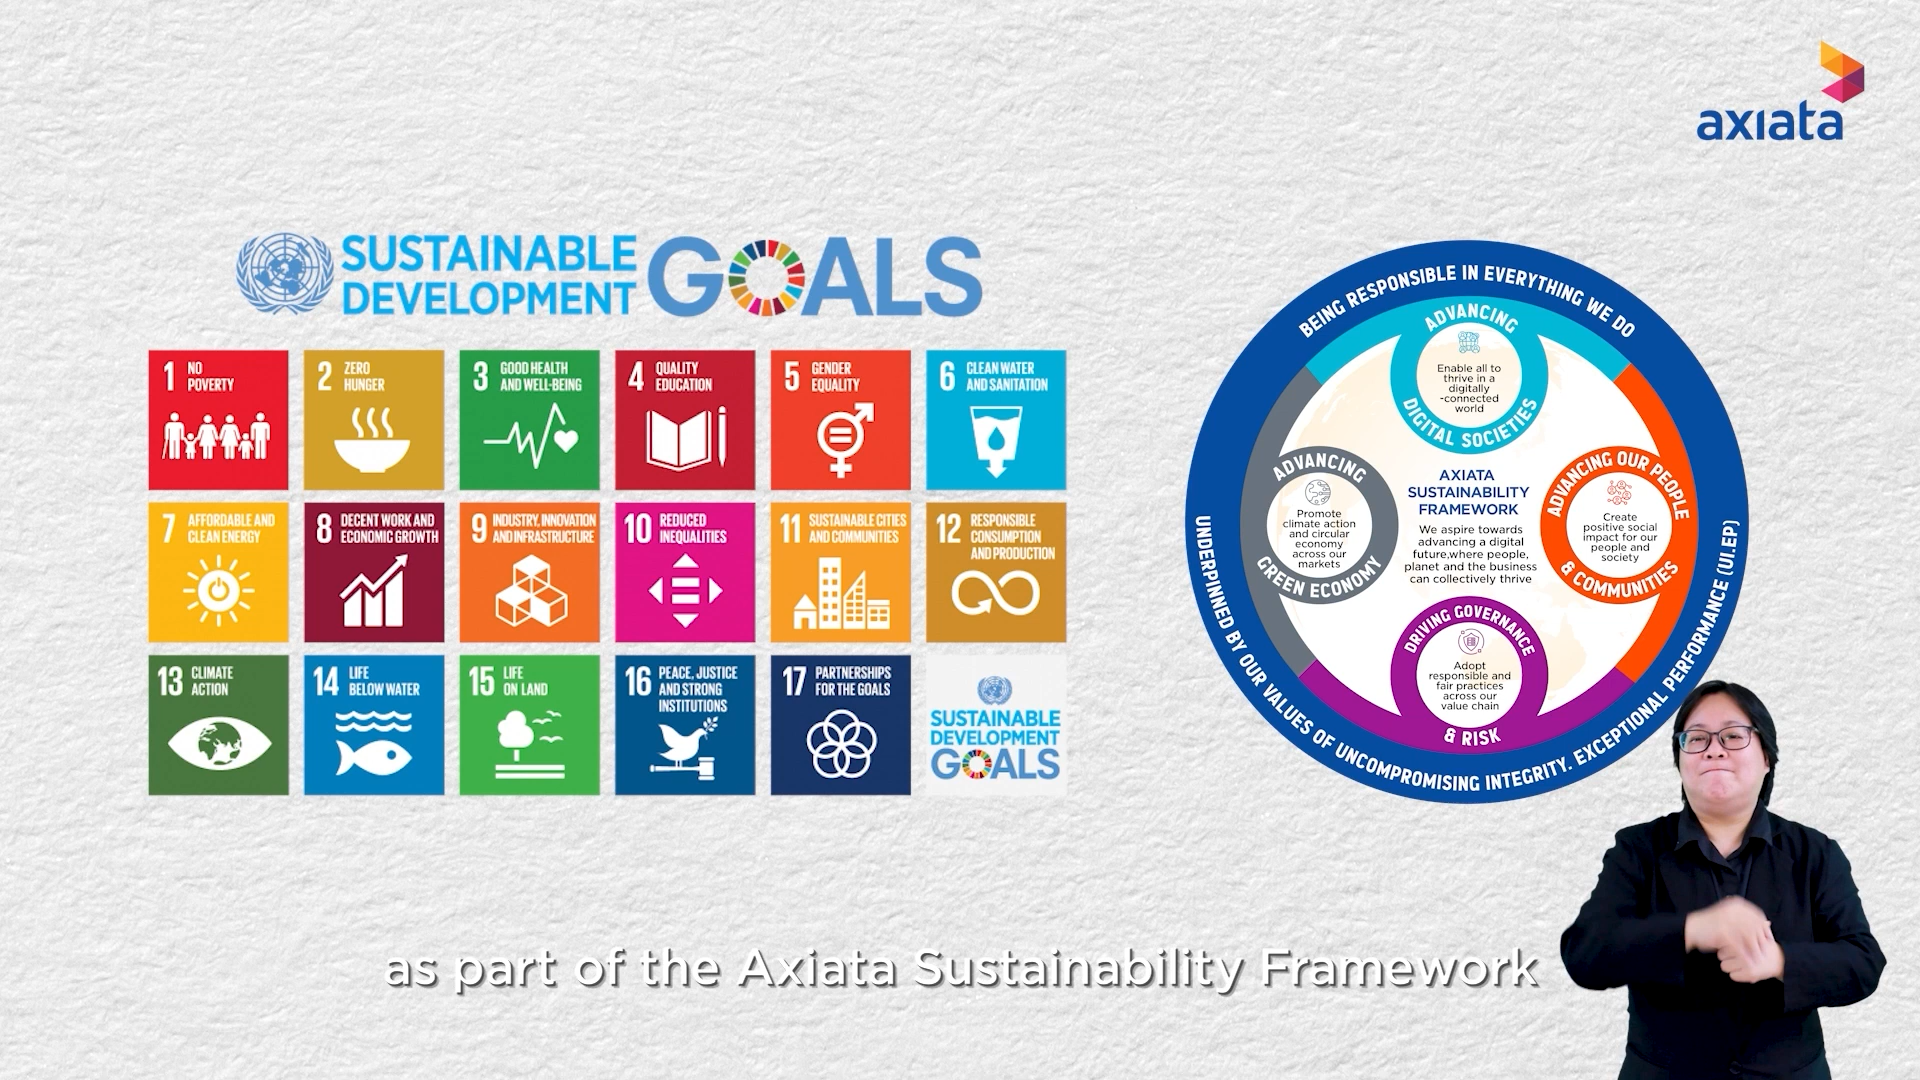 axiata
SUSTAINABLE
DEVELOPMENT
GOALS
1 NO
POVERTY
2 ZERO
HUNGER
3 GOOD HEALTH
AND WELL-BEING
4 QUALITY
EDUCATION
5 GENDER
EQUALITY
6 CLEAN WATER
AND SANITATION
7 AFFORDABLE AND
CLEAN ENERGY
8 DECENT WORK AND
ECONOMIC GROWTH
9 INDUSTRY, INNOVATION
AND INFRASTRUCTURE
10 REDUCED
INEQUALITIES
11 SUSTAINABLE CITIES
AND COMMUNITIES
12 RESPONSIBLE
CONSUMPTION
AND PRODUCTION
13 CLIMATE
ACTION
14 LIFE
BELOW WATER
15 LIFE
ON LAND
16 PEACE, JUSTICE
AND STRONG
INSTITUTIONS
17 PARTNERSHIPS
FOR THE GOALS
SUSTAINABLE
DEVELOPMENT
GOALS
BEING RESPONSIBLE IN EVERYTHING WE DO
ADVANCING
Enable all to
thrive in a
digitally
-connected
world
DIGITAL SOCIETIES
ADVANCING
Promote
climate action
and circular
economy
across our
markets
GREEN ECONOMY
AXIATA
SUSTAINABILITY
FRAMEWORK
We aspire towards
advancing a digital
future,where people,
planet and the business
can collectively thrive
ADVANCING OUR PEOPLE
Create
positive social
impact for our
people and
society
& COMMUNITIES
DRIVING GOVERNANCE
Adopt
responsible and
fair practices
across our
value chain
& RISK
UNDERPINNED BY OUR VALUES OF UNCOMPROMISING INTEGRITY. EXCEPTIONAL PERFORMANCE (UI.EP)
as part of the Axiata Sustainability Framework